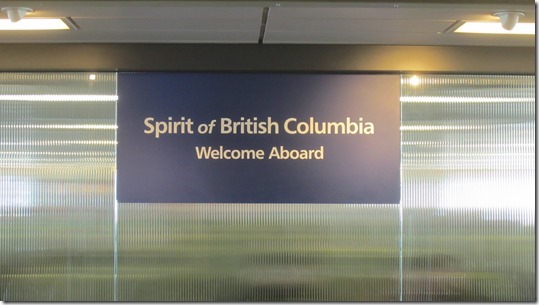 Spirit of British Columbia
Welcome Aboard